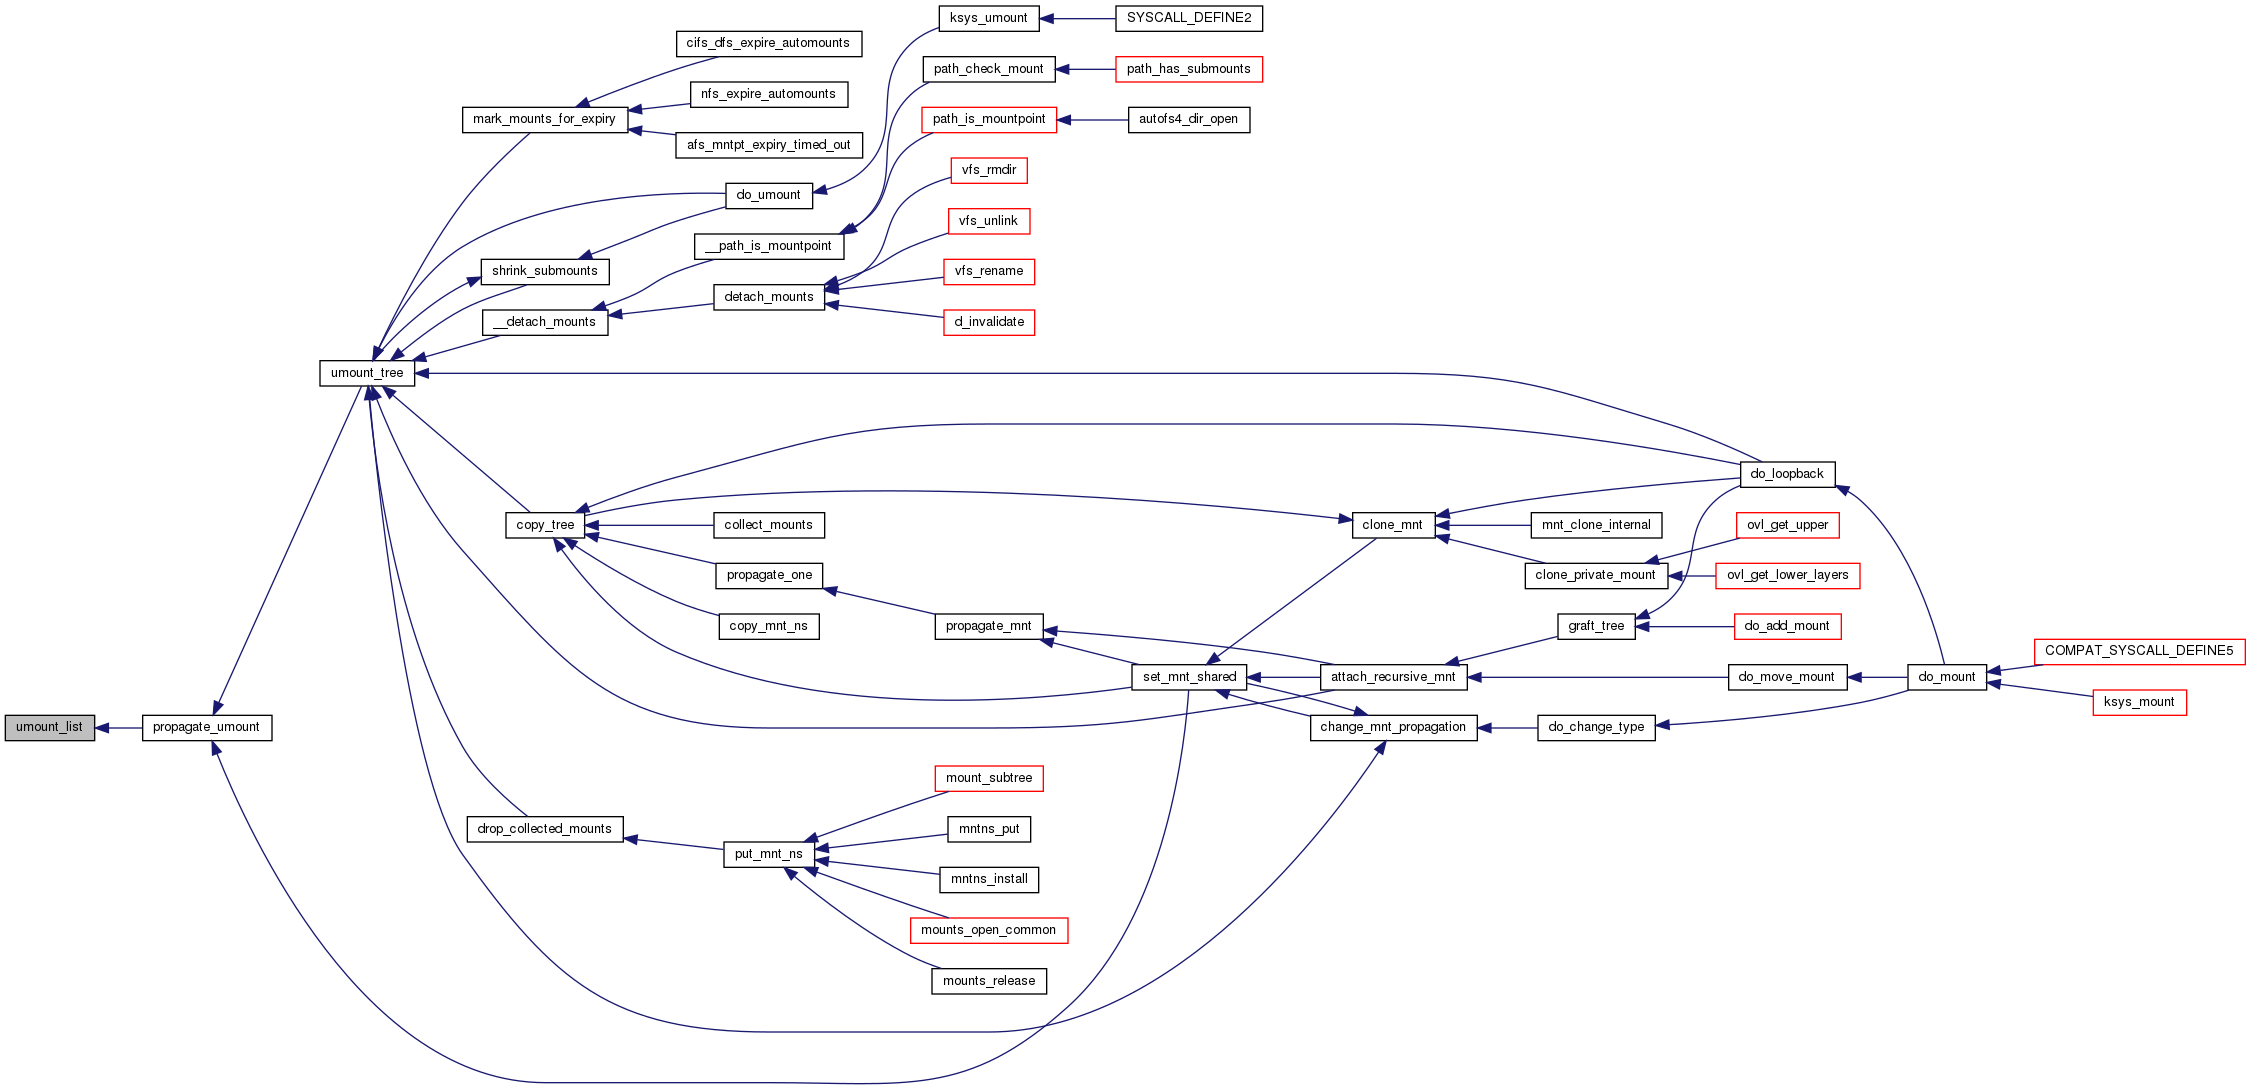 ksys_umount
SYSCALL_DEFINE2
cifs_dfs_expire_automounts
path_check_mount
path_has_submounts
nfs_expire_automounts
mark_mounts_for_expiry
path_is_mountpoint
autofs4_dir_open
afs_mntpt_expiry_timed_out
vfs_rmdir
do_umount
vfs_unlink
__path_is_mountpoint
shrink_submounts
vfs_rename
detach_mounts
__detach_mounts
d_invalidate
umount_tree
do_loopback
copy_tree
collect_mounts
clone_mnt
mnt_clone_internal
ovl_get_upper
propagate_one
clone_private_mount
ovl_get_lower_layers
copy_mnt_ns
propagate_mnt
graft_tree
do_add_mount
COMPAT_SYSCALL_DEFINE5
set_mnt_shared
attach_recursive_mnt
do_move_mount
do_mount
ksys_mount
umount_list
propagate_umount
change_mnt_propagation
do_change_type
mount_subtree
drop_collected_mounts
mntns_put
put_mnt_ns
mntns_install
mounts_open_common
mounts_release